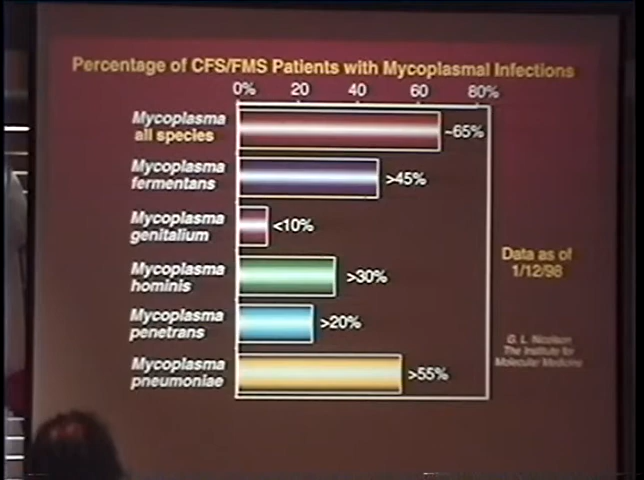 Percentage of CFS/FMS Patients with Mycoplasmal Infections
0% 20 40 60 80%
Mycoplasma
all species
~65%
Mycoplasma
fermentans
>45%
Mycoplasma
genitalium
<10%
Mycoplasma
hominis
>30%
Mycoplasma
penetrans
>20%
Mycoplasma
pneumoniae
>55%
Data as of
1/12/98
G. L. Nicolson
The Institute for
Molecular Medicine